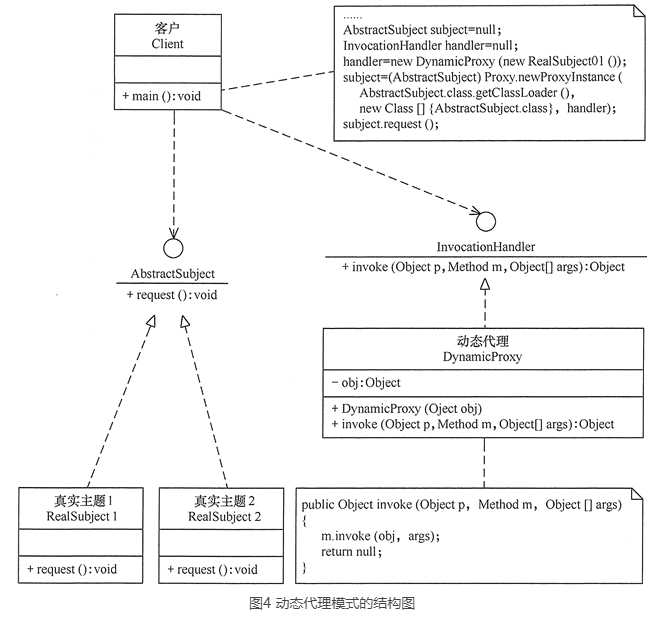 客户
Client
+ main ():void
......
AbstractSubject subject=null;
InvocationHandler handler=null;
handler=new DynamicProxy (new RealSubject01 ());
subject=(AbstractSubject) Proxy.newProxyInstance (
AbstractSubject.class.getClassLoader (),
new Class [] {AbstractSubject.class}, handler);
subject.request ();
AbstractSubject
+ request ():void
InvocationHandler
+ invoke (Object p,Method m,Object[] args):Object
动态代理
DynamicProxy
− obj:Object
+ DynamicProxy (Oject obj)
+ invoke (Object p,Method m,Object[] args):Object
真实主题1
RealSubject 1
+ request ():void
真实主题2
RealSubject 2
+ request ():void
public Object invoke (Object p, Method m, Object [] args)
{
m.invoke (obj, args);
return null;
}
图4 动态代理模式的结构图